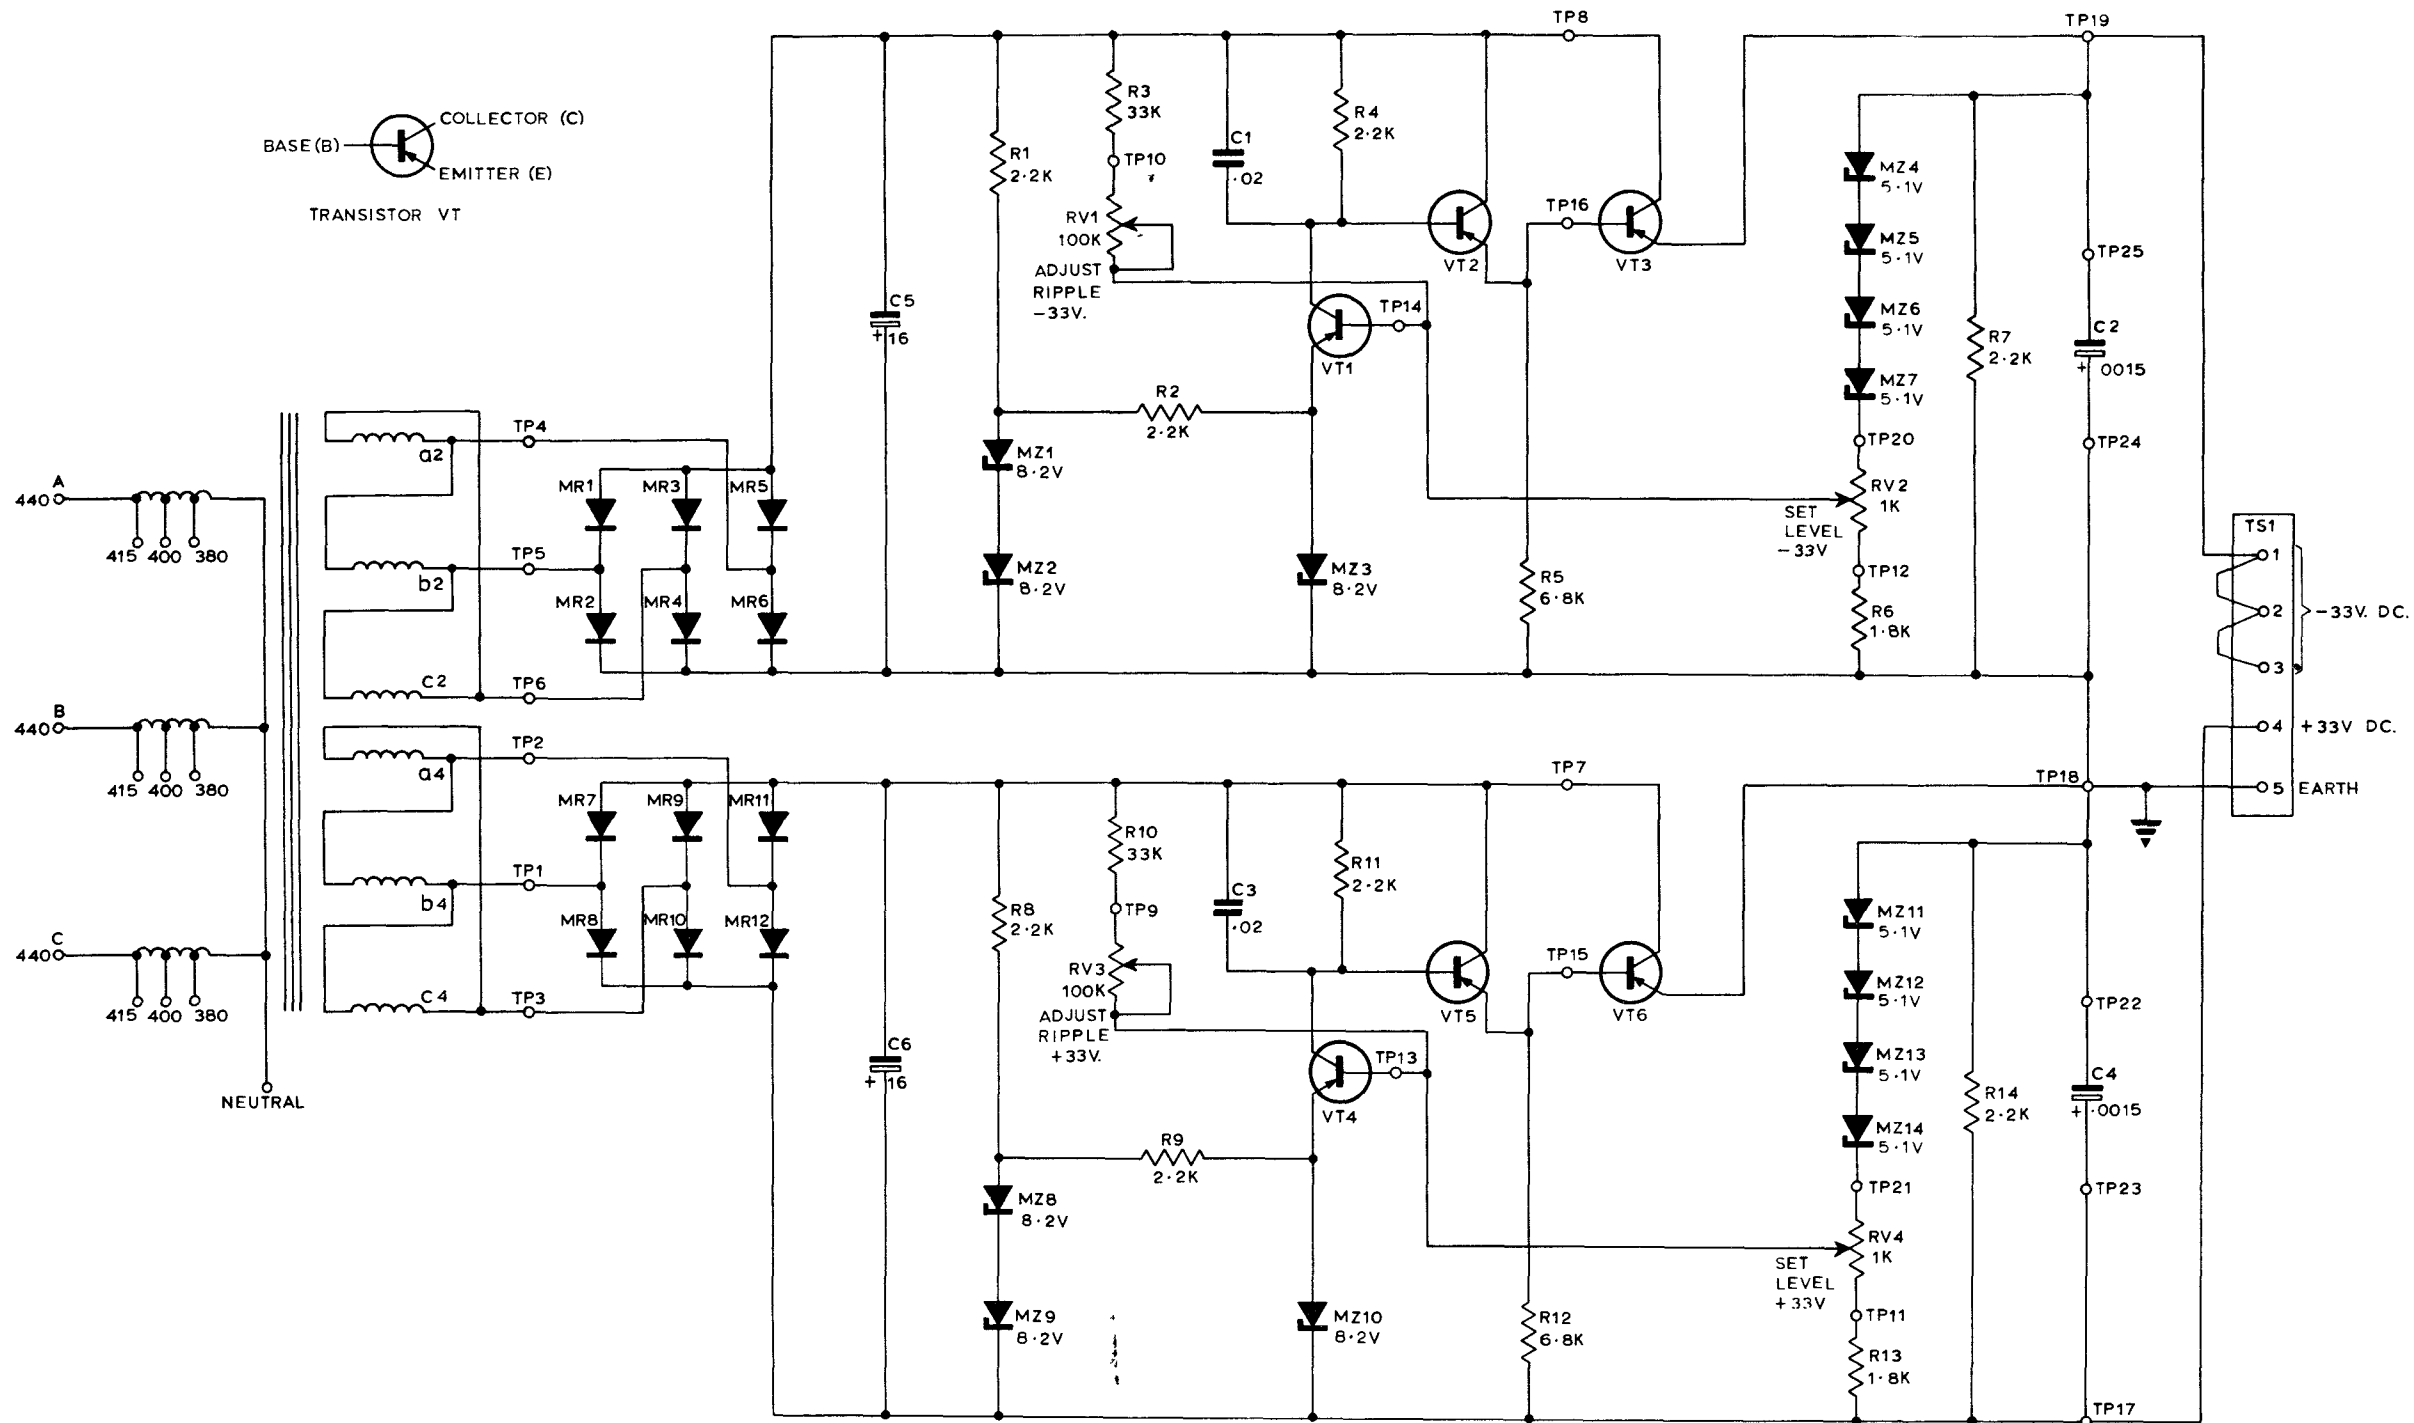 COLLECTOR (C)
BASE(B)
EMITTER (E)
TRANSISTOR VT
440
A
415 400 380
440
B
415 400 380
440
C
415 400 380
NEUTRAL
a2
b2
C2
a4
b4
C4
TP4
TP5
TP6
TP2
TP1
TP3
MR1
MR3
MR5
MR2
MR4
MR6
MR7
MR9
MR11
MR8
MR10
MR12
C5
+ 16
R1
2·2K
R3
33K
TP10
RV1
100K
ADJUST
RIPPLE
-33V.
C1
·02
R4
2·2K
TP8
VT2
TP16
VT3
TP14
VT1
R2
2·2K
MZ1
8·2V
MZ2
8·2V
MZ3
8·2V
R5
6·8K
TP19
MZ4
5·1V
MZ5
5·1V
MZ6
5·1V
MZ7
5·1V
TP20
RV2
1K
SET
LEVEL
-33V
TP12
R6
1·8K
R7
2·2K
TP25
C2
+ 0015
TP24
TS1
1
2
3
-33V. DC.
4
+33V DC.
5
EARTH
TP18
C6
+ 16
R8
2·2K
R10
33K
TP9
RV3
100K
ADJUST
RIPPLE
+33V.
C3
·02
R11
2·2K
TP7
VT5
TP15
VT6
TP13
VT4
R9
2·2K
MZ8
8·2V
MZ9
8·2V
MZ10
8·2V
R12
6·8K
MZ11
5·1V
MZ12
5·1V
MZ13
5·1V
MZ14
5·1V
TP21
RV4
1K
SET
LEVEL
+33V
TP11
R13
1·8K
R14
2·2K
TP22
C4
+ ·0015
TP23
TP17